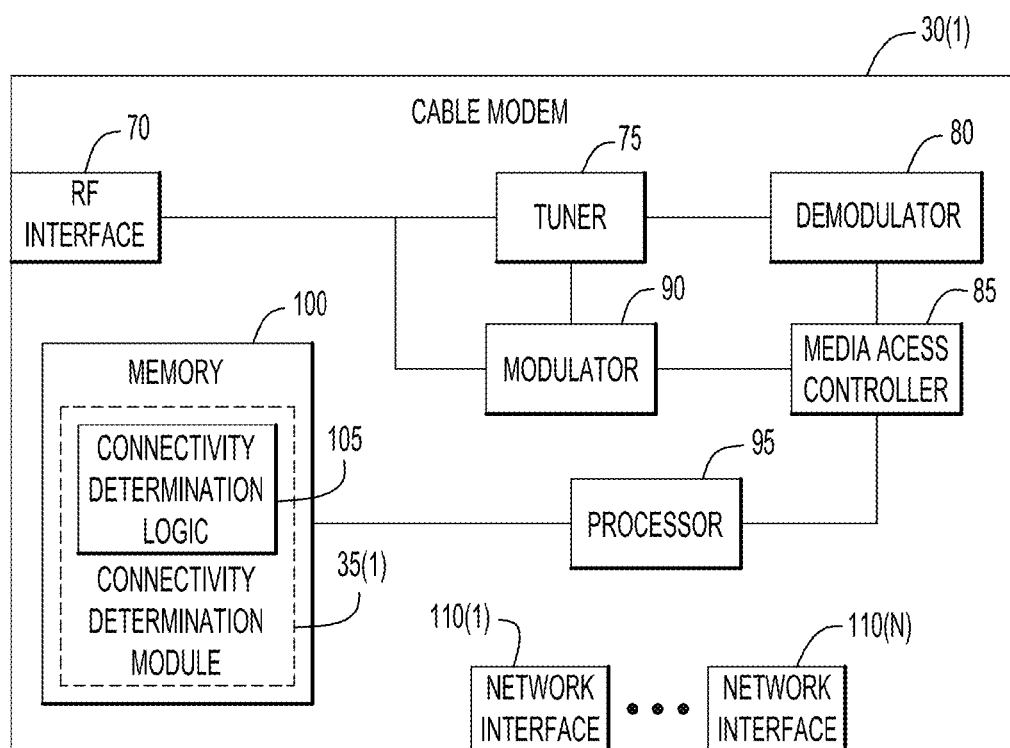 30(1)
CABLE MODEM
70
75
80
RF
INTERFACE
TUNER
DEMODULATOR
100
90
85
MEMORY
MODULATOR
MEDIA ACESS
CONTROLLER
CONNECTIVITY
DETERMINATION
LOGIC
105
95
PROCESSOR
CONNECTIVITY
DETERMINATION
MODULE
35(1)
110(1)
110(N)
NETWORK
INTERFACE
NETWORK
INTERFACE